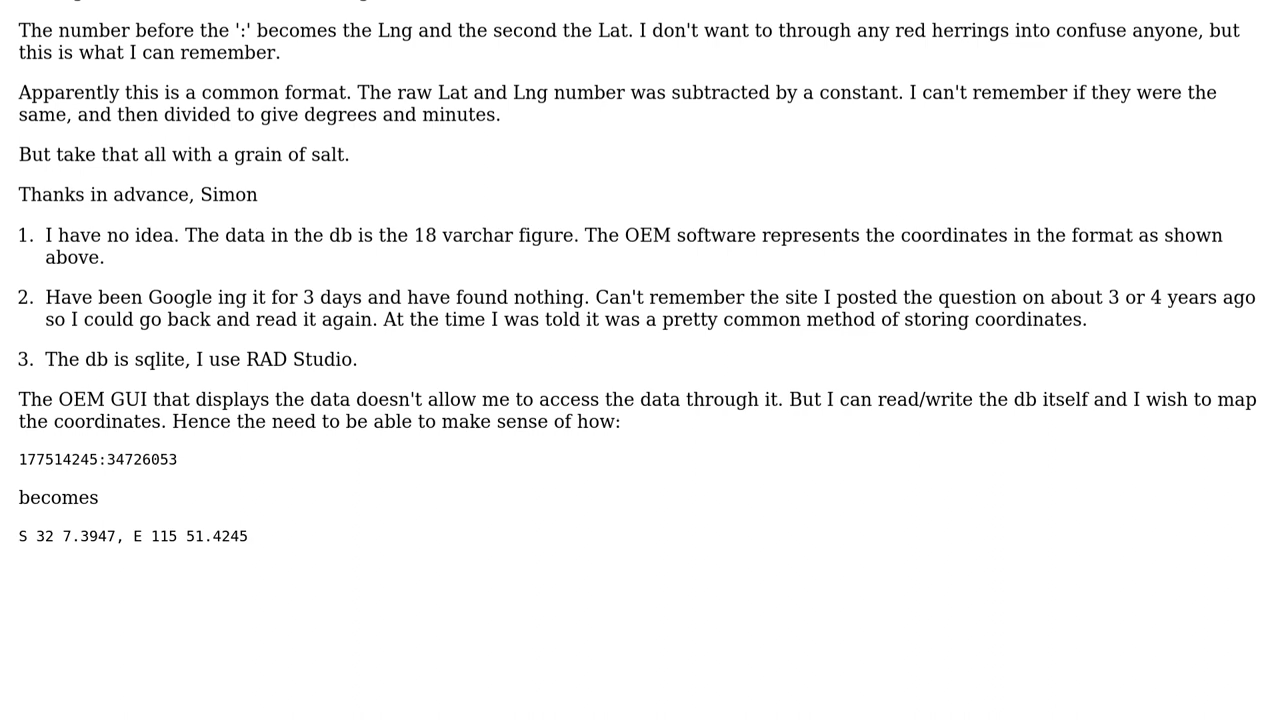 The number before the ':' becomes the Lng and the second the Lat. I don't want to through any red herrings into confuse anyone, but
this is what I can remember.
Apparently this is a common format. The raw Lat and Lng number was subtracted by a constant. I can't remember if they were the
same, and then divided to give degrees and minutes.
But take that all with a grain of salt.
Thanks in advance, Simon
1. I have no idea. The data in the db is the 18 varchar figure. The OEM software represents the coordinates in the format as shown
above.
2. Have been Google ing it for 3 days and have found nothing. Can't remember the site I posted the question on about 3 or 4 years ago
so I could go back and read it again. At the time I was told it was a pretty common method of storing coordinates.
3. The db is sqlite, I use RAD Studio.
The OEM GUI that displays the data doesn't allow me to access the data through it. But I can read/write the db itself and I wish to map
the coordinates. Hence the need to be able to make sense of how:
177514245:34726053
becomes
S 32 7.3947, E 115 51.4245